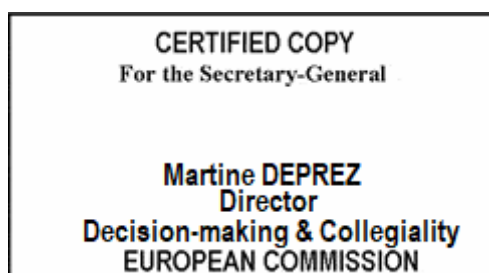 CERTIFIED COPY
For the Secretary-General
Martine DEPREZ
Director
Decision-making & Collegiality
EUROPEAN COMMISSION